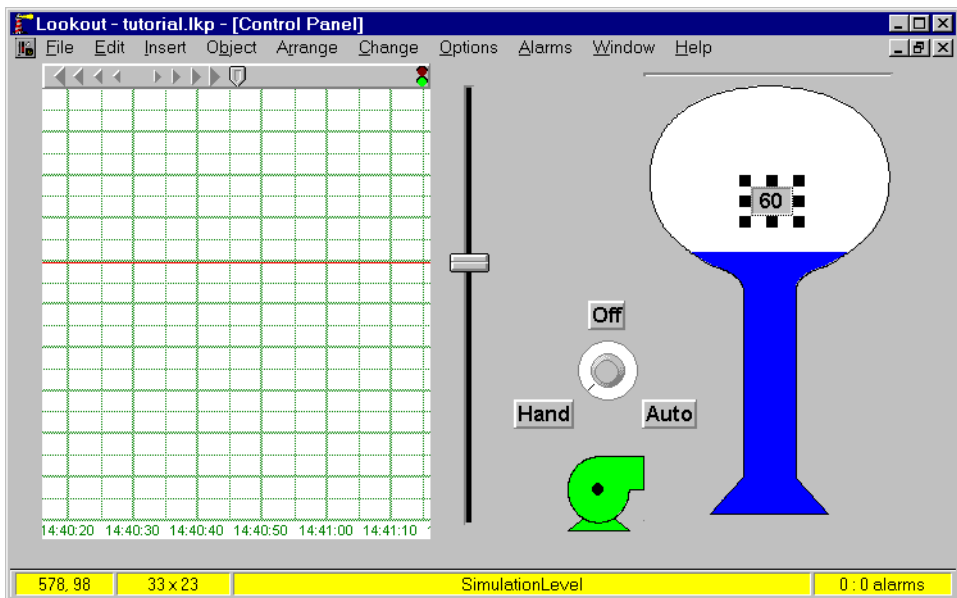 Lookout - tutorial.lkp - [Control Panel]
File Edit Insert Object Arrange Change Options Alarms Window Help
60
Off
Hand Auto
14:40:20 14:40:30 14:40:40 14:40:50 14:41:00 14:41:10
578, 98 33 x 23 SimulationLevel 0 : 0 alarms